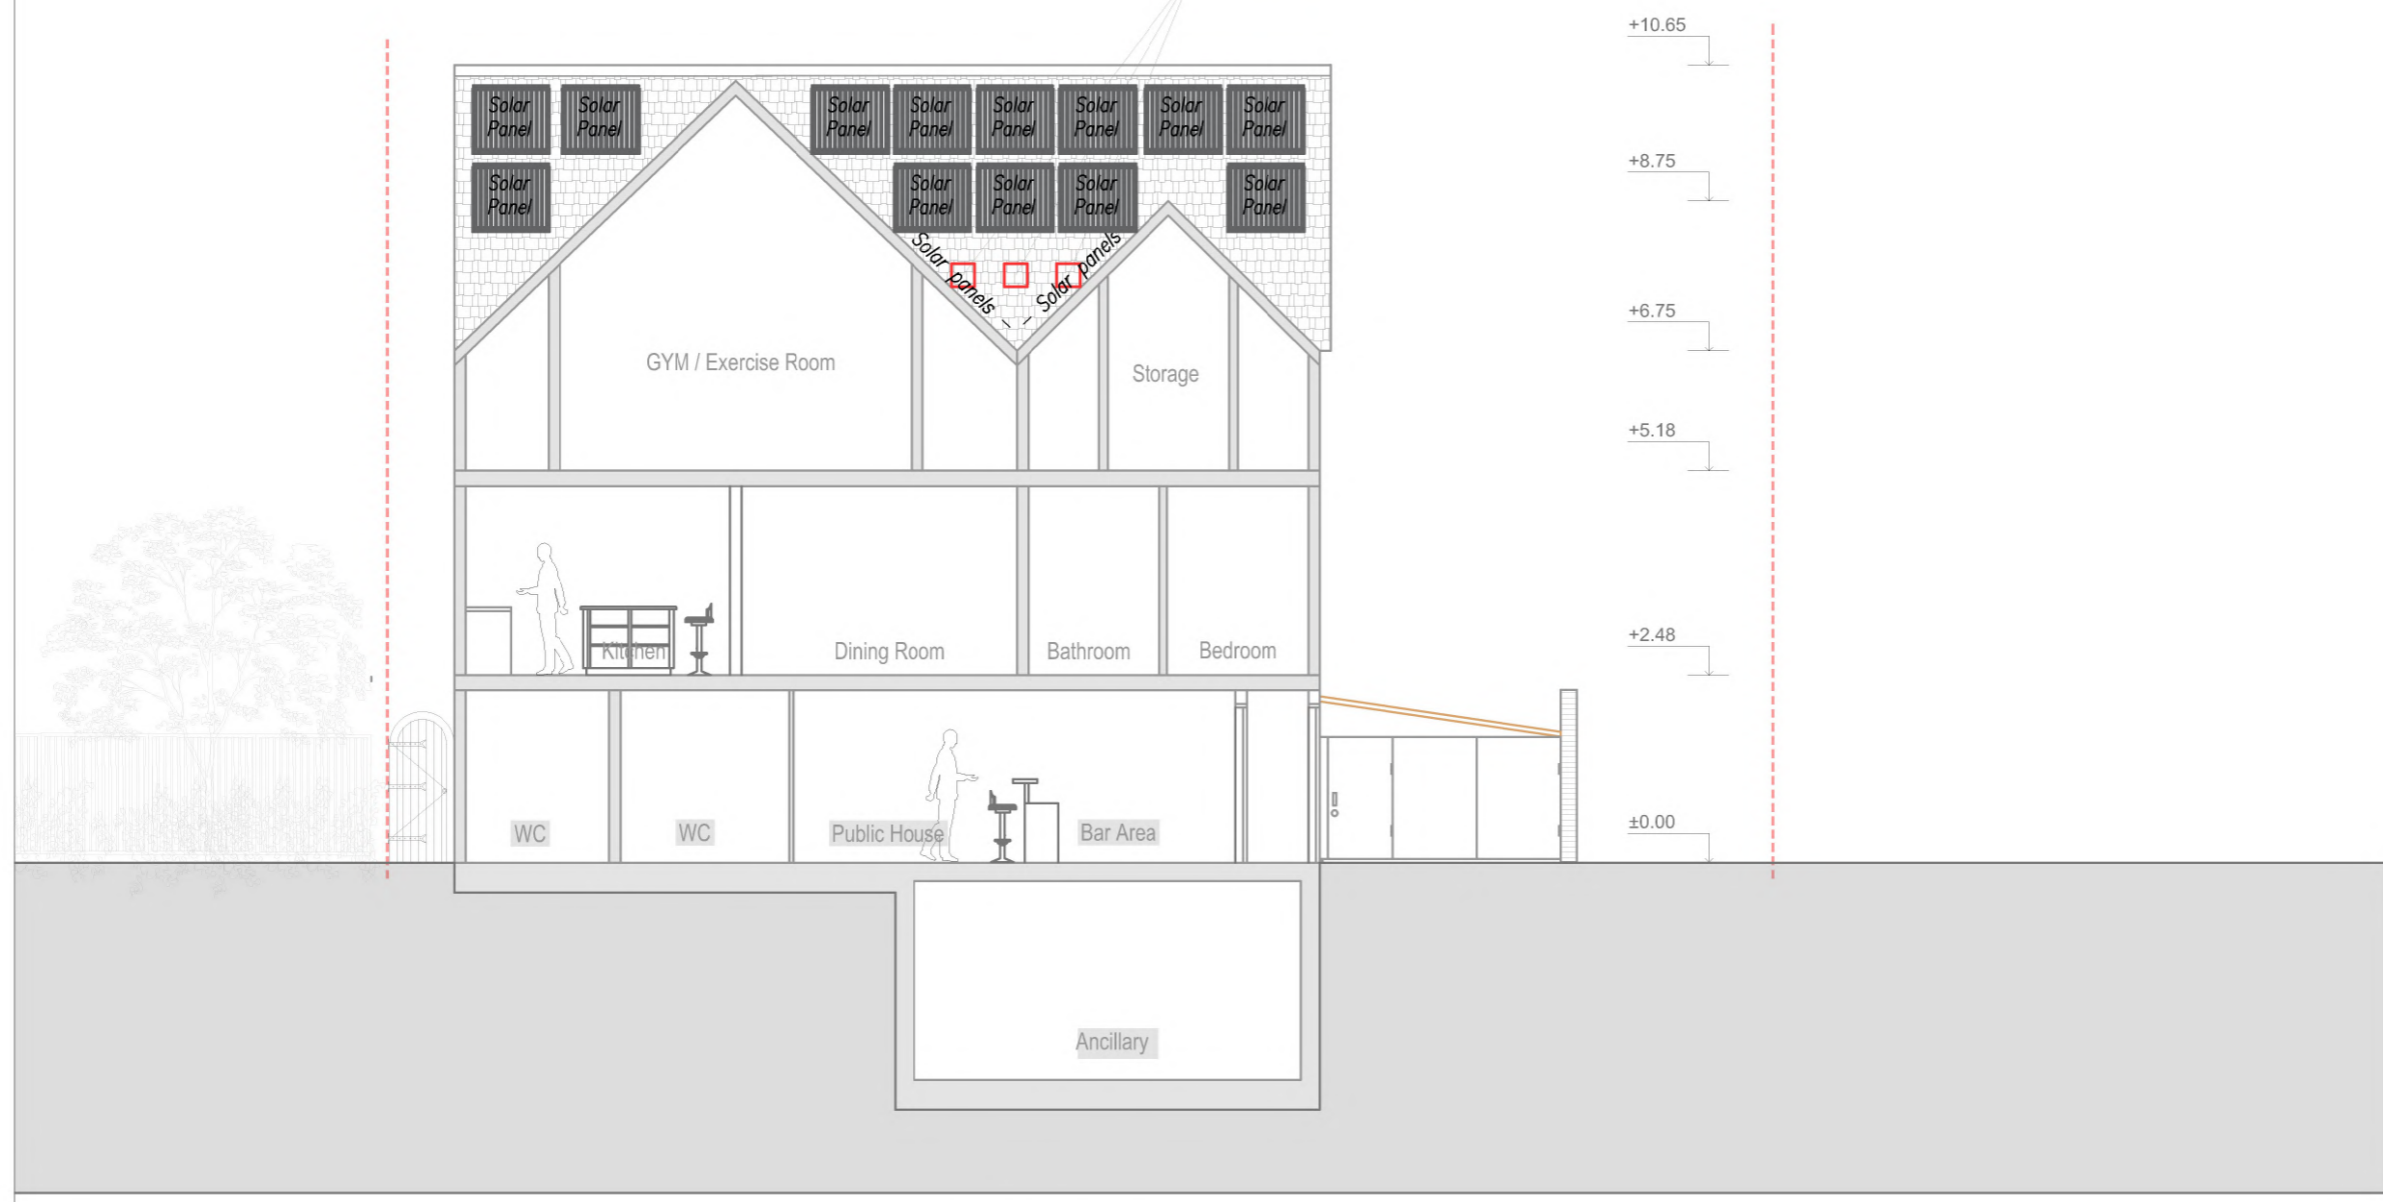 +10.65
Solar
Panel
Solar
Panel
Solar
Panel
Solar
Panel
Solar
Panel
Solar
Panel
Solar
Panel
Solar
Panel
+8.75
Solar
Panel
Solar
Panel
Solar
Panel
Solar
Panel
Solar
Panel
Solar panels
Solar panels
+6.75
GYM / Exercise Room
Storage
+5.18
+2.48
Kitchen
Dining Room
Bathroom
Bedroom
±0.00
WC
WC
Public House
Bar Area
Ancillary